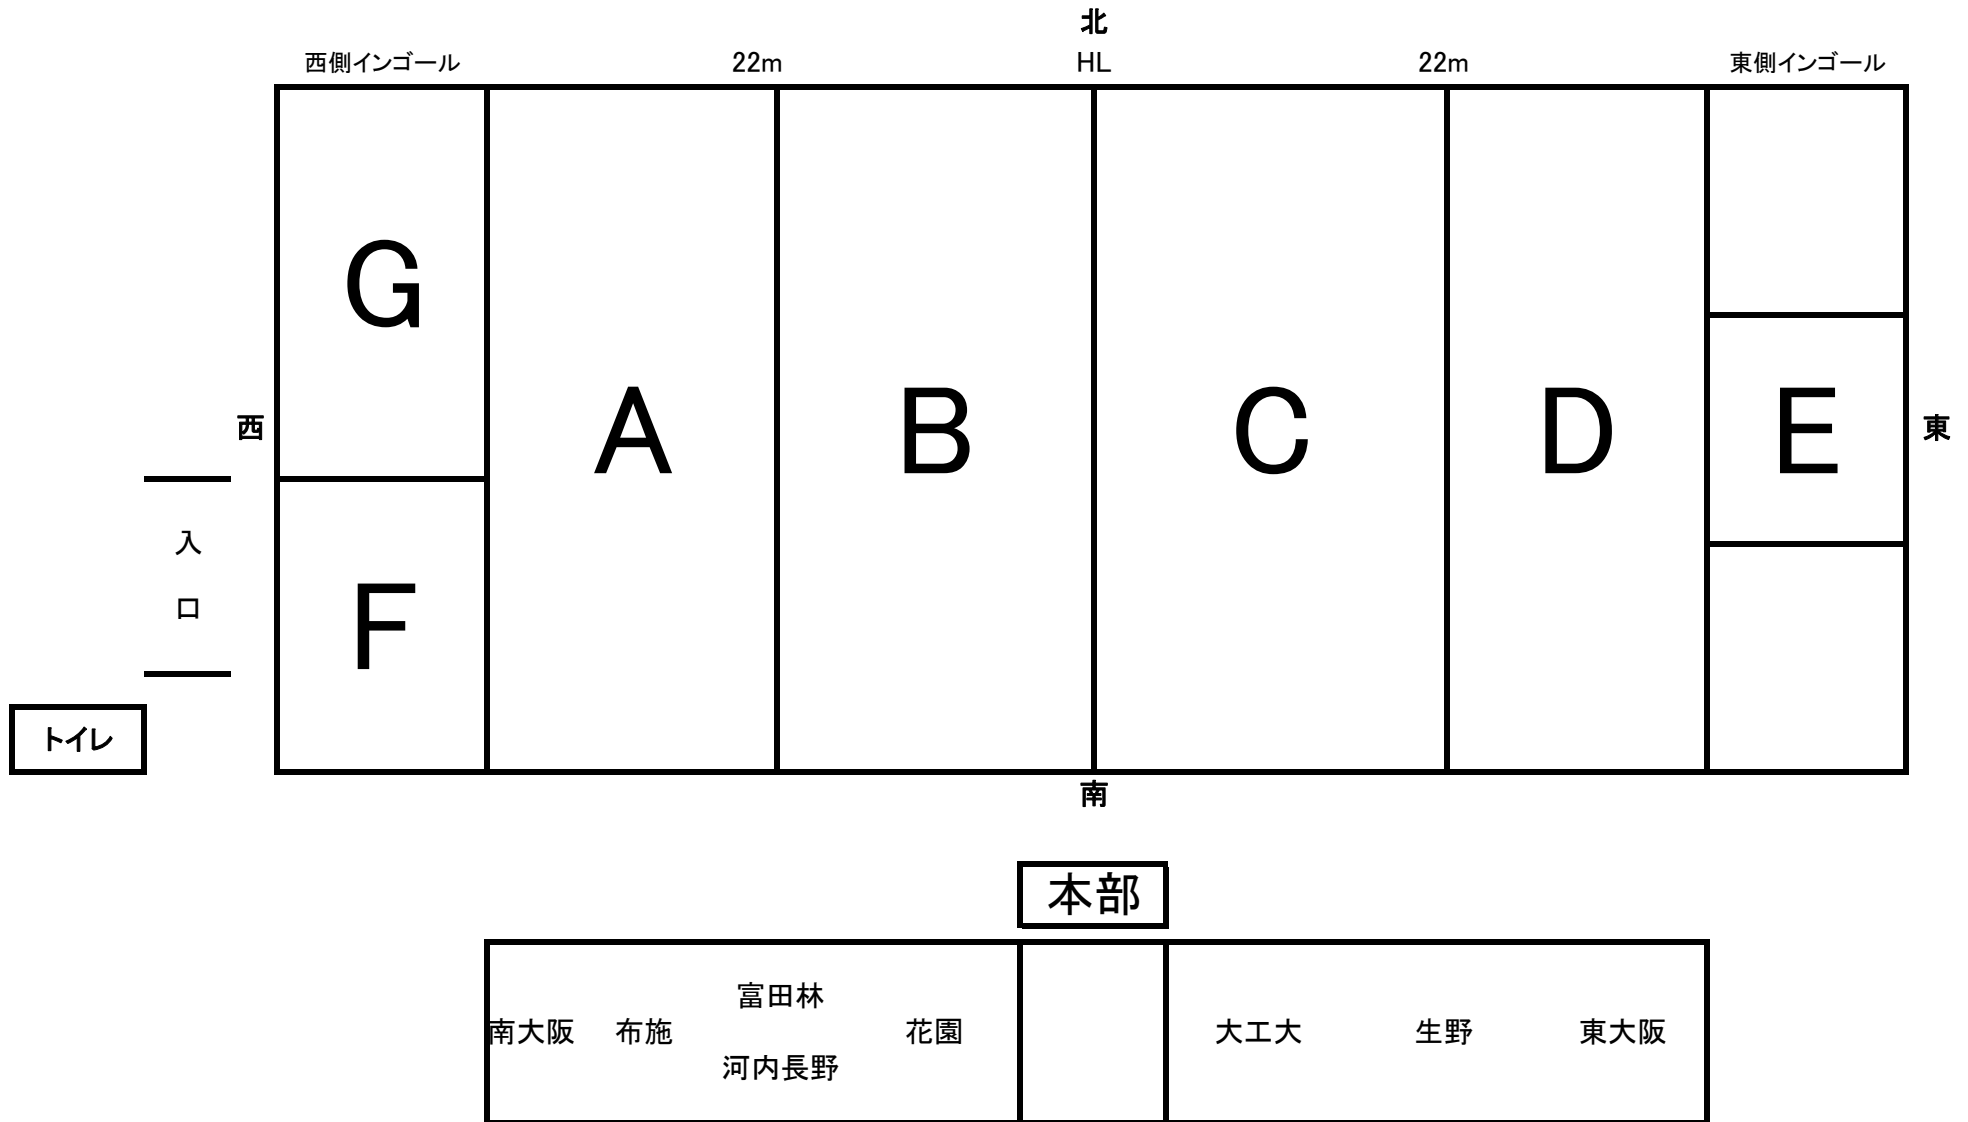 北
西側インゴール 22m HL 22m 東側インゴール
G
A B C D E
西 東
入
口
F
トイレ
南
本部
富田林
南大阪 布施 花園 大工大 生野 東大阪
河内長野